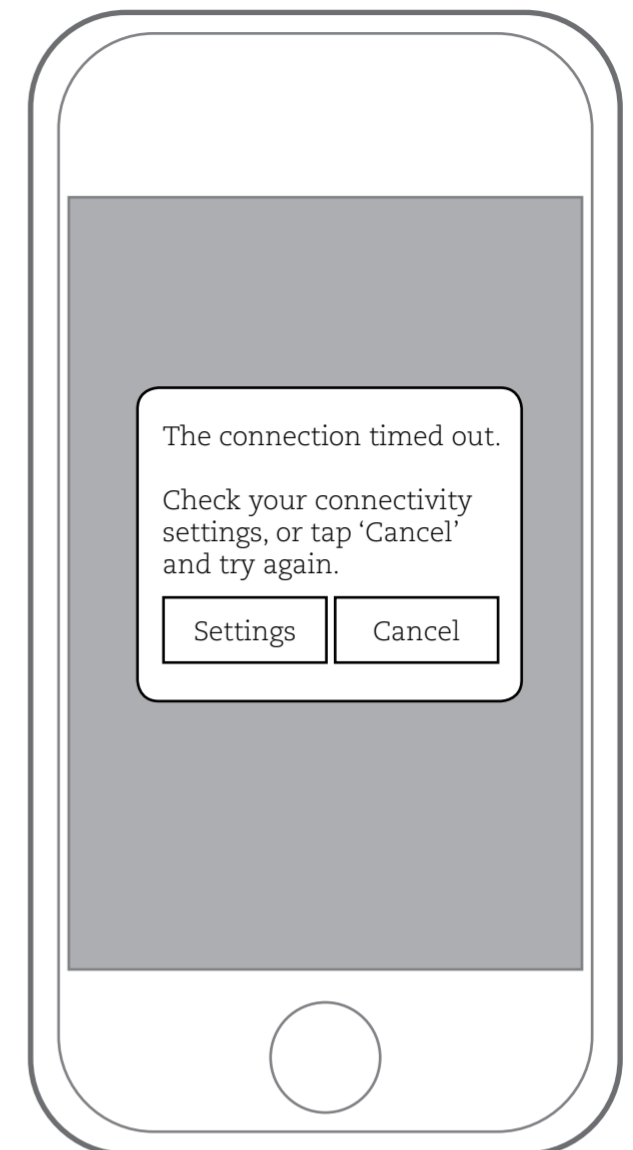 The connection timed out.
Check your connectivity
settings, or tap ‘Cancel’
and try again.
Settings
Cancel